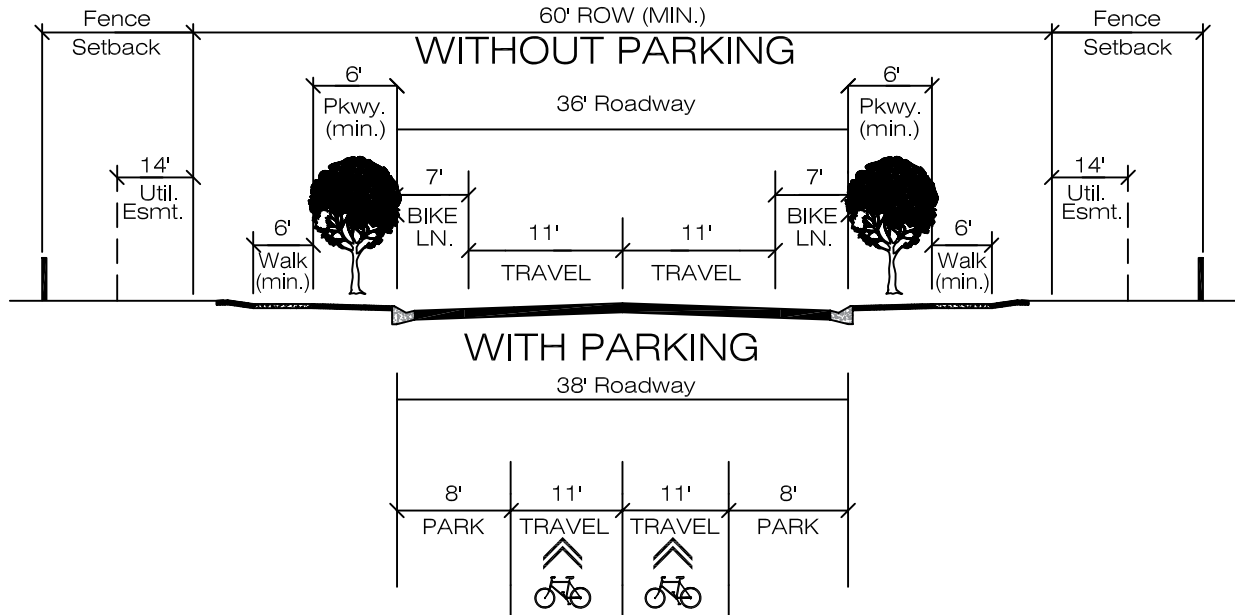 Fence
60' ROW (MIN.)
Fence
Setback
Setback
WITHOUT PARKING
6'
6'
Pkwy.
(min.)
36' Roadway
Pkwy.
(min.)
14'
7'
7'
14'
Util.
Esmt.
BIKE
LN.
BIKE
LN.
Util.
Esmt.
6'
11'
11'
6'
Walk
(min.)
TRAVEL
TRAVEL
Walk
(min.)
WITH PARKING
38' Roadway
8'
11'
11'
8'
PARK
TRAVEL
TRAVEL
PARK